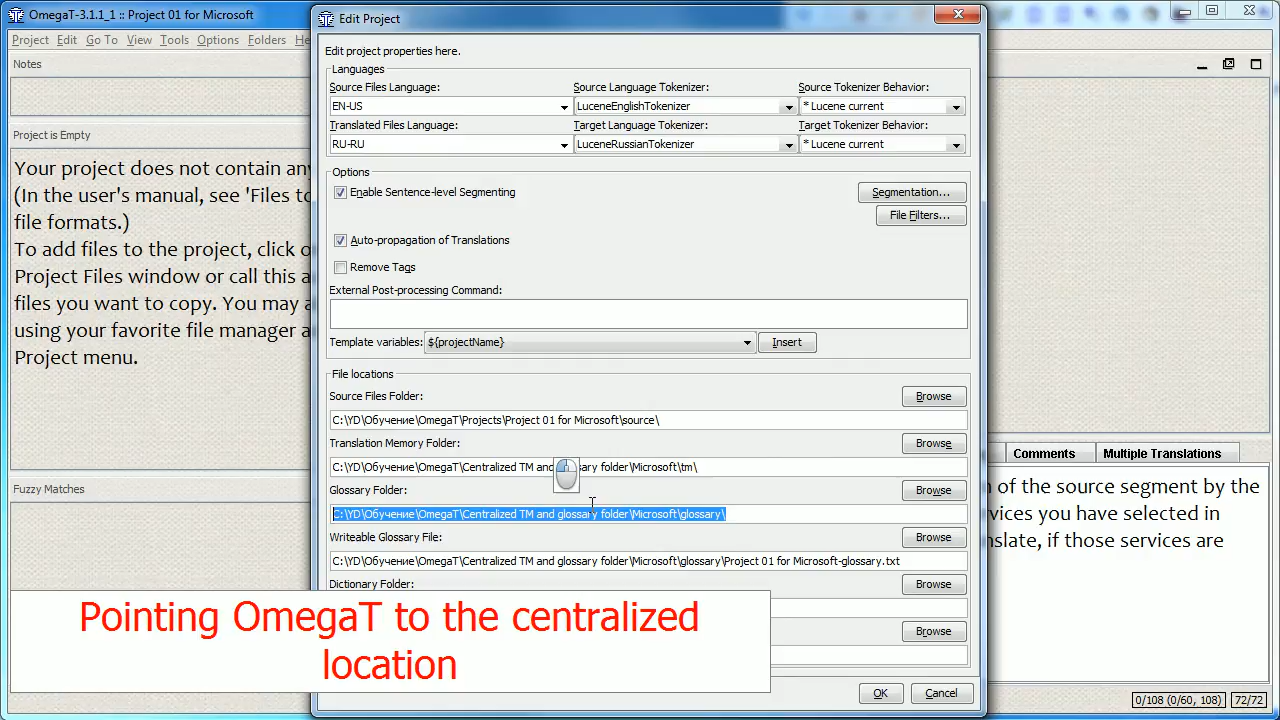 OmegaT-3.1.1_1 :: Project 01 for Microsoft
Project Edit Go To View Tools Options Folders
Notes
Project is Empty
Your project does not contain any
(In the user's manual, see 'Files to
file formats.)
To add files to the project, click o
Project Files window or call this a
files you want to copy. You may a
using your favorite file manager a
Project menu.
Fuzzy Matches
Edit Project
Edit project properties here.
Languages
Source Files Language: Source Language Tokenizer: Source Tokenizer Behavior:
EN-US LuceneEnglishTokenizer * Lucene current
Translated Files Language: Target Language Tokenizer: Target Tokenizer Behavior:
RU-RU LuceneRussianTokenizer * Lucene current
Options
Enable Sentence-level Segmenting Segmentation...
File Filters...
Auto-propagation of Translations
Remove Tags
External Post-processing Command:
Template variables: ${projectName} Insert
File locations
Source Files Folder: Browse
C:\YD\Обучение\OmegaT\Projects\Project 01 for Microsoft\source\
Translation Memory Folder: Browse
C:\YD\Обучение\OmegaT\Centralized TM and ary folder\Microsoft\tm\
Glossary Folder: Browse
C:\YD\Обучение\OmegaT\Centralized TM and glossary folder\Microsoft\glossary\
Writeable Glossary File: Browse
C:\YD\Обучение\OmegaT\Centralized TM and glossary folder\Microsoft\glossary\Project 01 for Microsoft-glossary.txt
Dictionary Folder: Browse
Browse
OK Cancel
Pointing OmegaT to the centralized
location
Comments Multiple Translations
n of the source segment by the
vices you have selected in
nslate, if those services are
0/108 (0/60, 108) 72/72